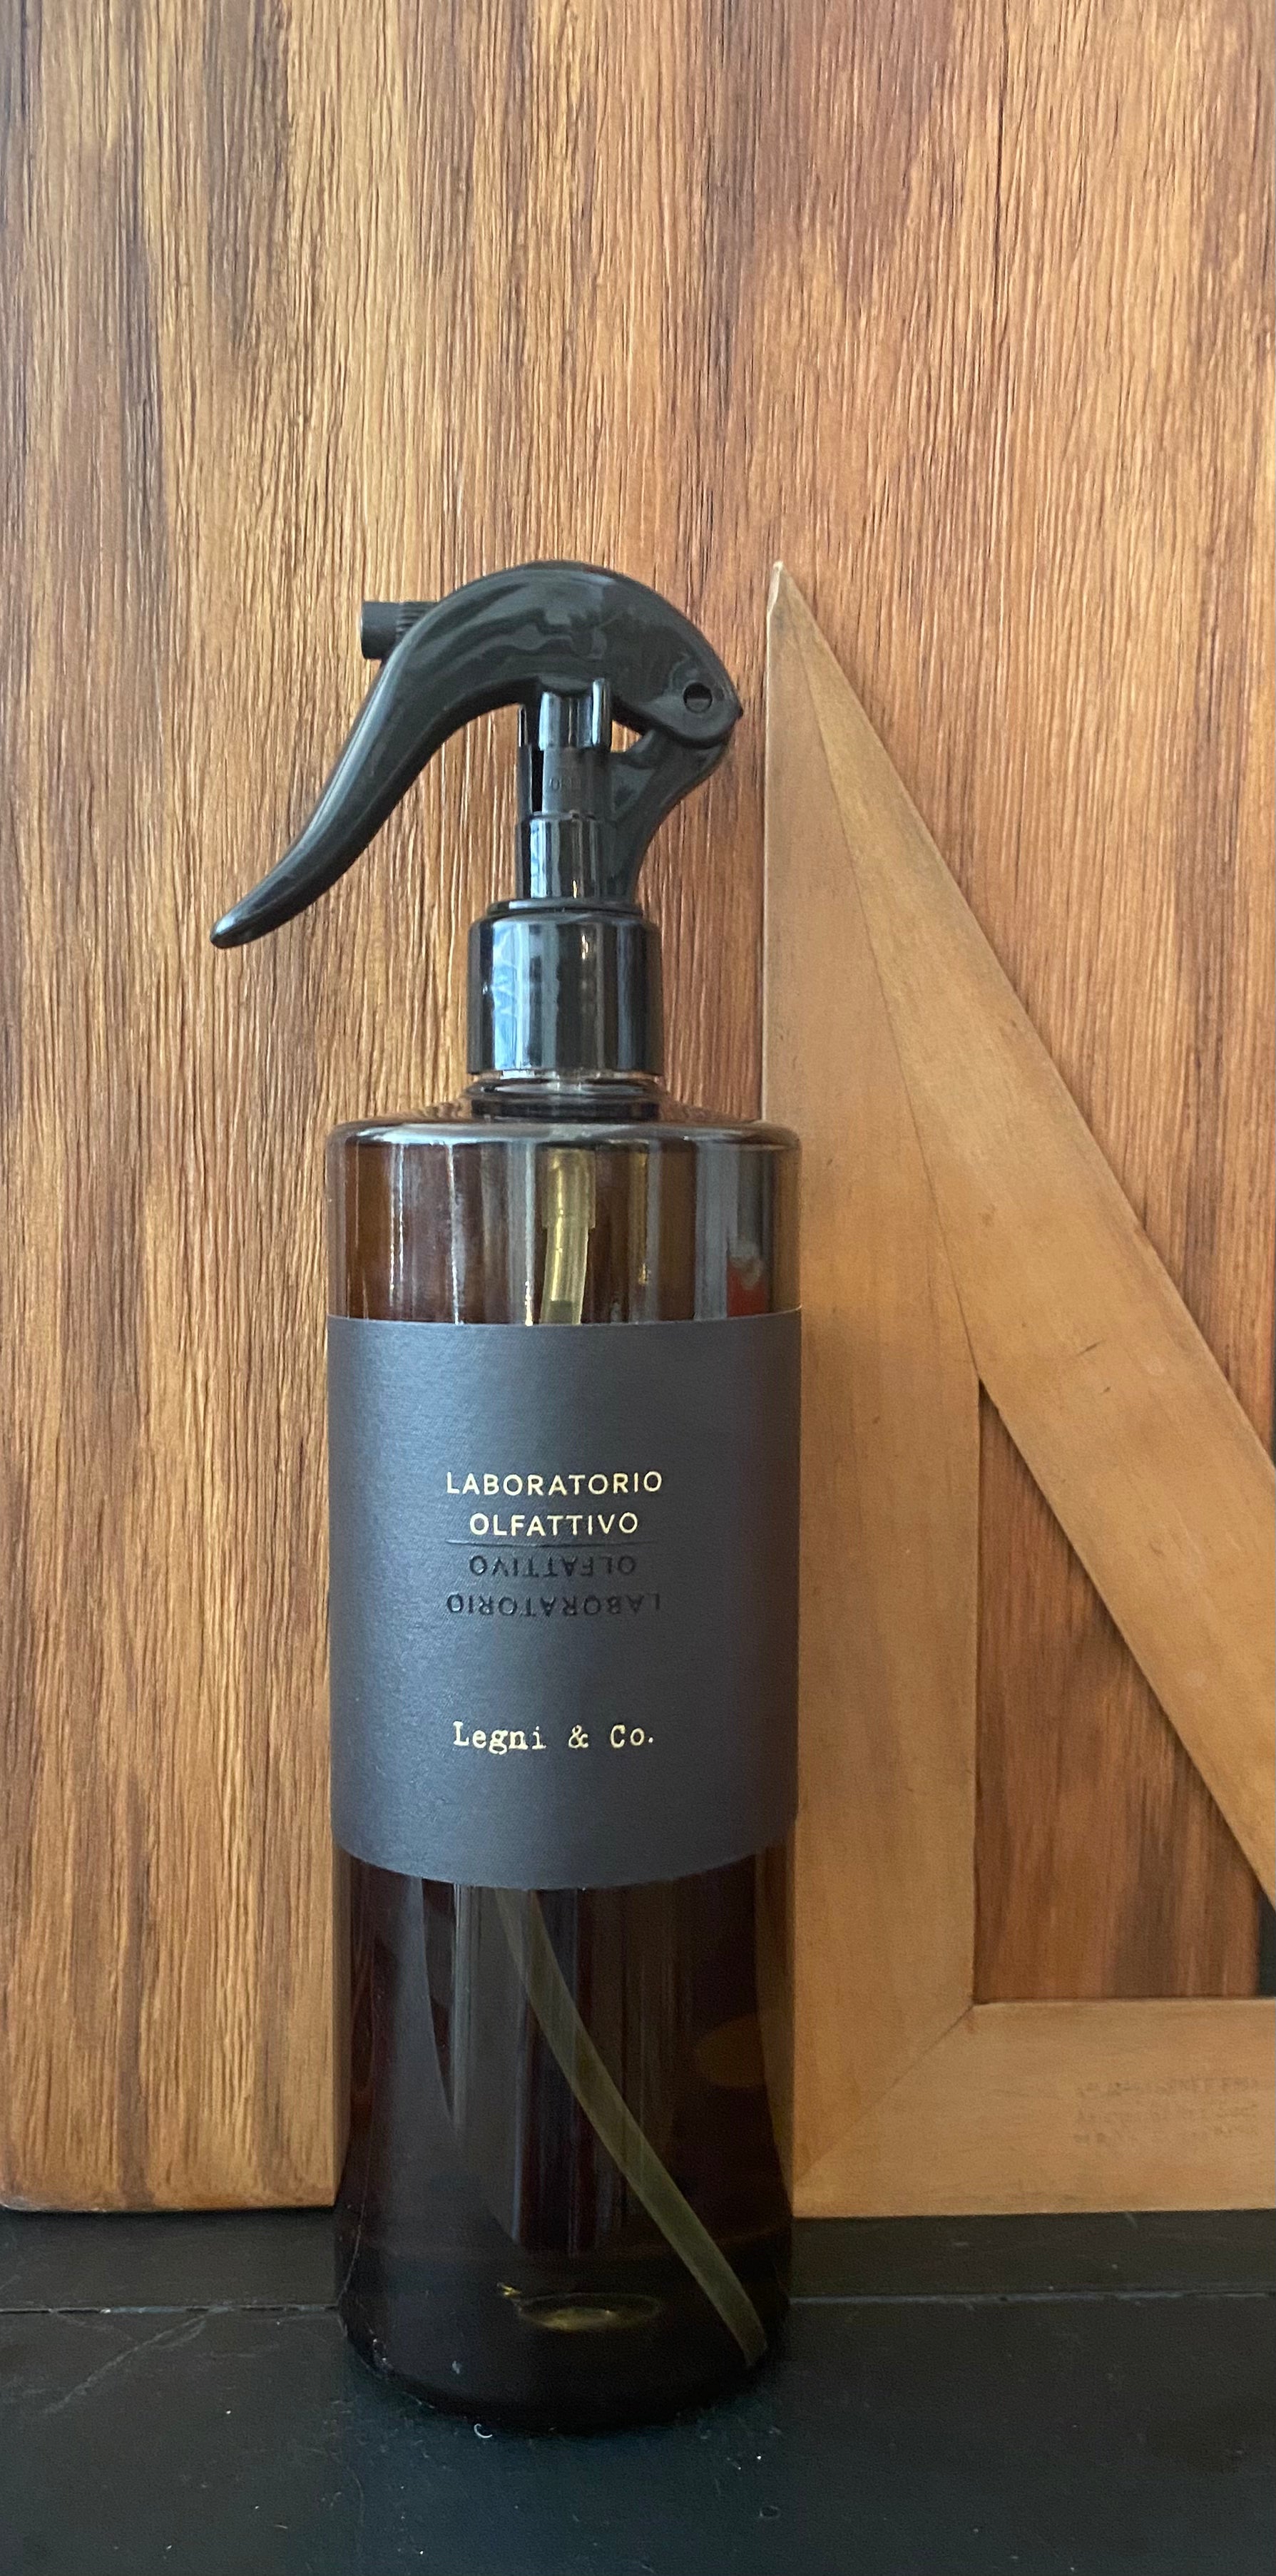 LABORATORIO
OLFATTIVO
OLFATTIVO
LABORATORIO
Legni & Co.